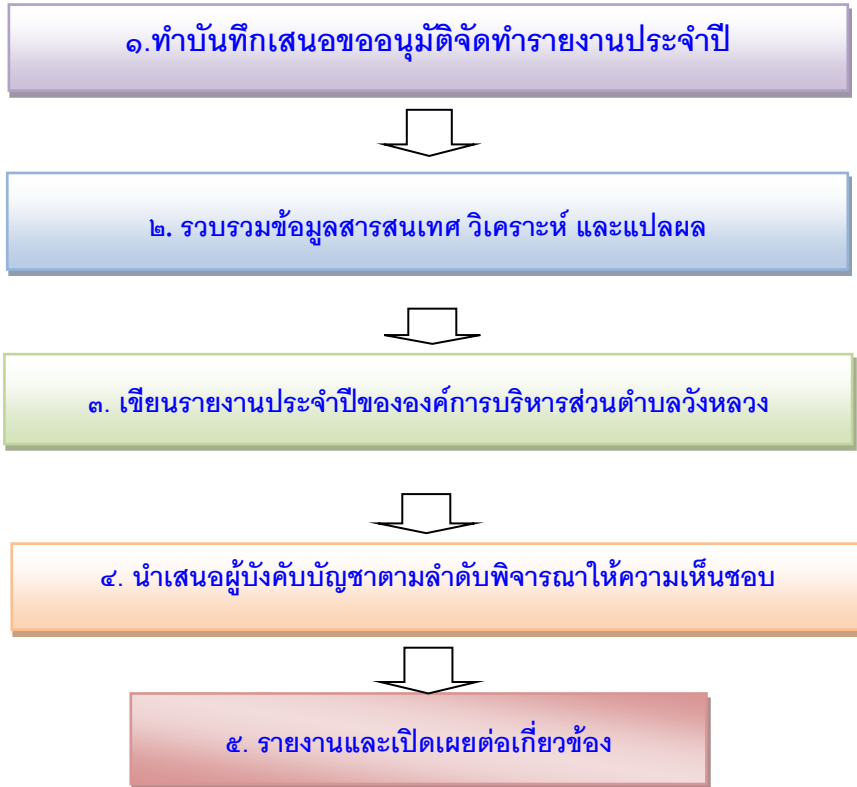 ๑.ทำบันทึกเสนอขออนุมัติจัดทำรายงานประจำปี
๒. รวบรวมข้อมูลสารสนเทศ วิเคราะห์ และแปลผล
๓. เขียนรายงานประจำปีขององค์การบริหารส่วนตำบลวังหลวง
๔. นำเสนอผู้บังคับบัญชาตามลำดับพิจารณาให้ความเห็นชอบ
๕. รายงานและเปิดเผยต่อเกี่ยวข้อง